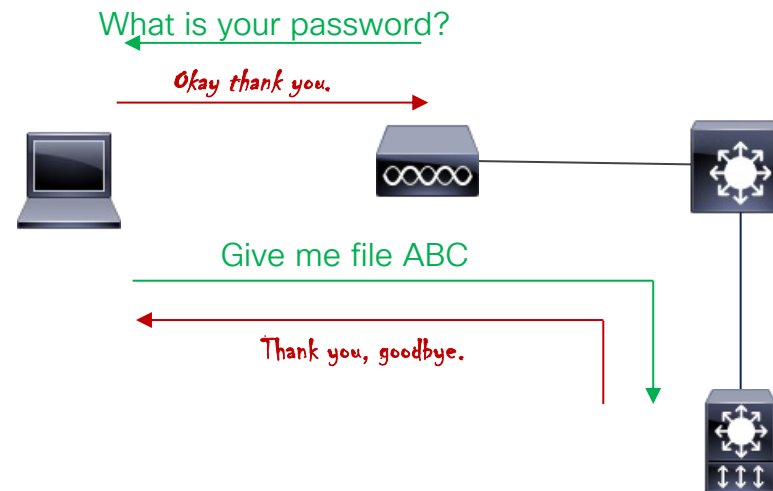 What is your password?
Okay thank you.
Give me file ABC
Thank you, goodbye.